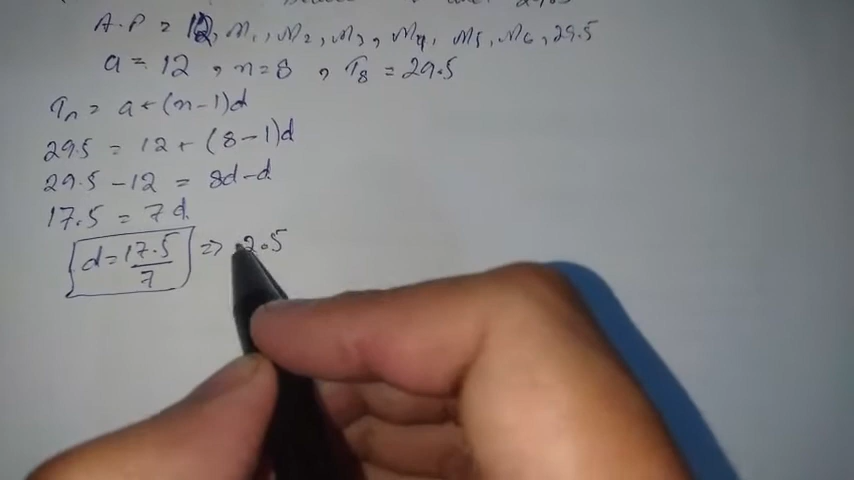 A.P = 12, m₁, m₂, m₃, m₄, m₅, m₆, 29.5
a = 12 , n = 8 , T₈ = 29.5
Tₙ = a + (n-1)d
29.5 = 12 + (8-1)d
29.5 - 12 = 8d - d
17.5 = 7d
d = 17.5/7 => 2.5